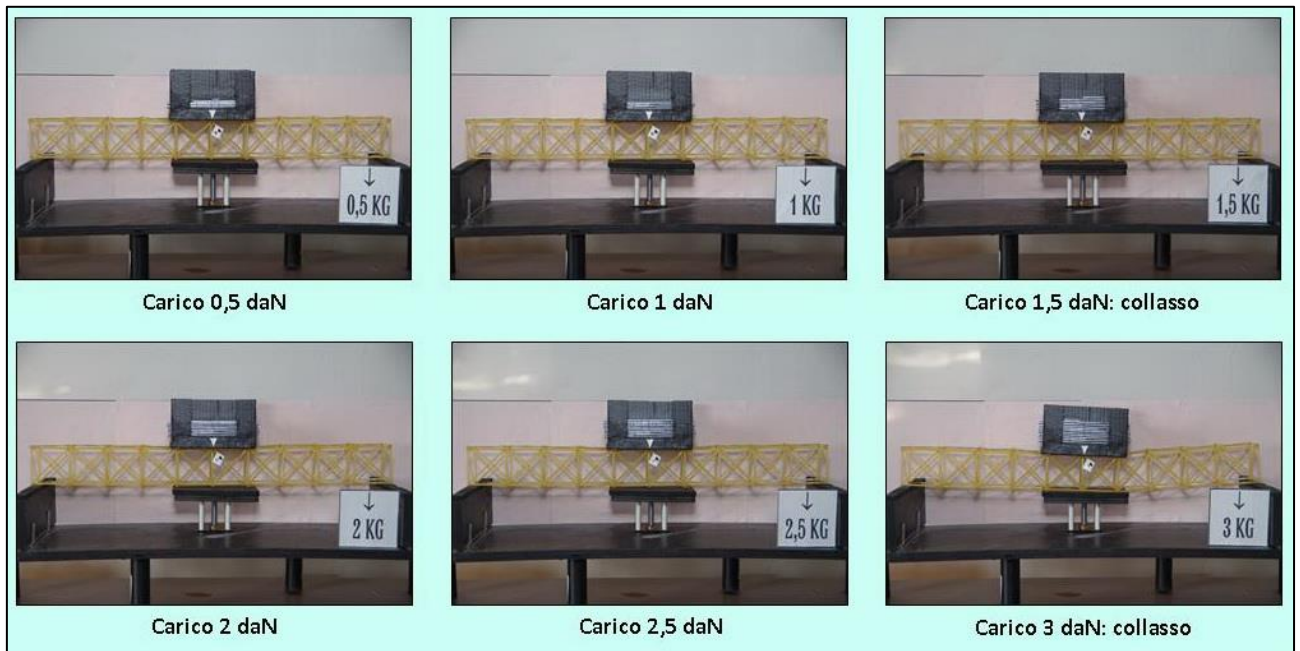 0,5 KG
1 KG
1,5 KG
Carico 0,5 daN
Carico 1 daN
Carico 1,5 daN: collasso
2 KG
2,5 KG
3 KG
Carico 2 daN
Carico 2,5 daN
Carico 3 daN: collasso